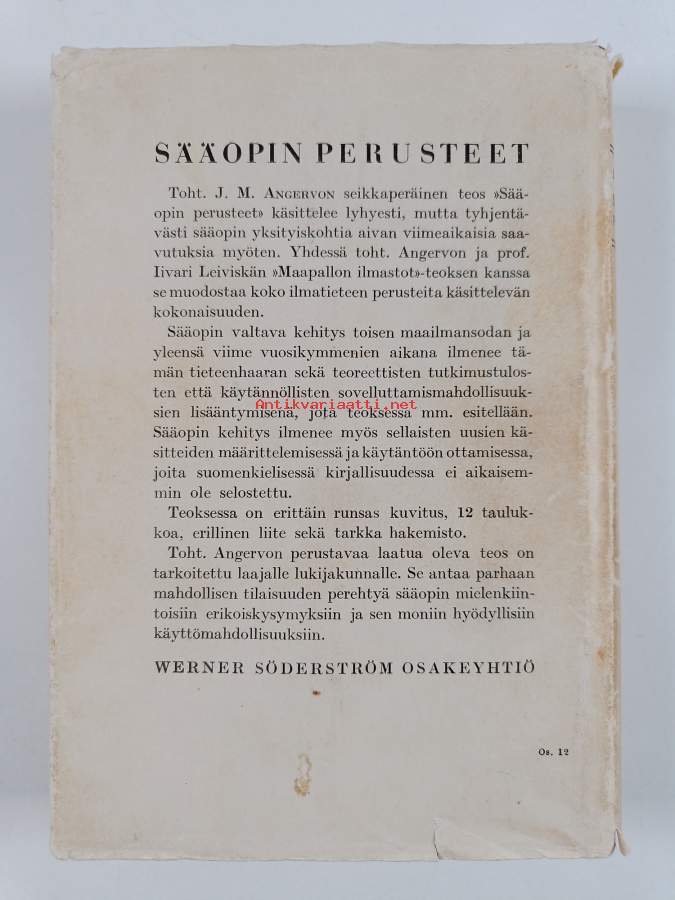 SÄÄOPIN PERUSTEET
Toht. J. M. ANGERVON seikkaperäinen teos »Sää-
opin perusteet» käsittelee lyhyesti, mutta tyhjentä-
västi sääopin yksityiskohtia aivan viimeaikaisia saa-
vutuksia myöten. Yhdessä toht. Angervon ja prof.
Iivari Leiviskän »Maapallon ilmastot»-teoksen kanssa
se muodostaa koko ilmatieteen perusteita käsittelevän
kokonaisuuden.
Sääopin valtava kehitys toisen maailmansodan ja
yleensä viime vuosikymmenien aikana ilmenee tä-
män tieteenhaaran sekä teoreettisten tutkimustulos-
ten että käytännöllisten sovelluttamismahdollisuuk-
sien lisääntymisenä, jota teoksessa mm. esitellään.
Antikvariaatti.net
Sääopin kehitys ilmenee myös sellaisten uusien kä-
sitteiden määrittelemisessä ja käytäntöön ottamisessa,
joita suomenkielisessä kirjallisuudessa ei aikaisem-
min ole selostettu.
Teoksessa on erittäin runsas kuvitus, 12 tauluk-
koa, erillinen liite sekä tarkka hakemisto.
Toht. Angervon perustavaa laatua oleva teos on
tarkoitettu laajalle lukijakunnalle. Se antaa parhaan
mahdollisen tilaisuuden perehtyä sääopin mielenkiin-
toisiin erikoiskysymyksiin ja sen moniin hyödyllisiin
käyttömahdollisuuksiin.
WERNER SÖDERSTRÖM OSAKEYHTIÖ
Os. 12